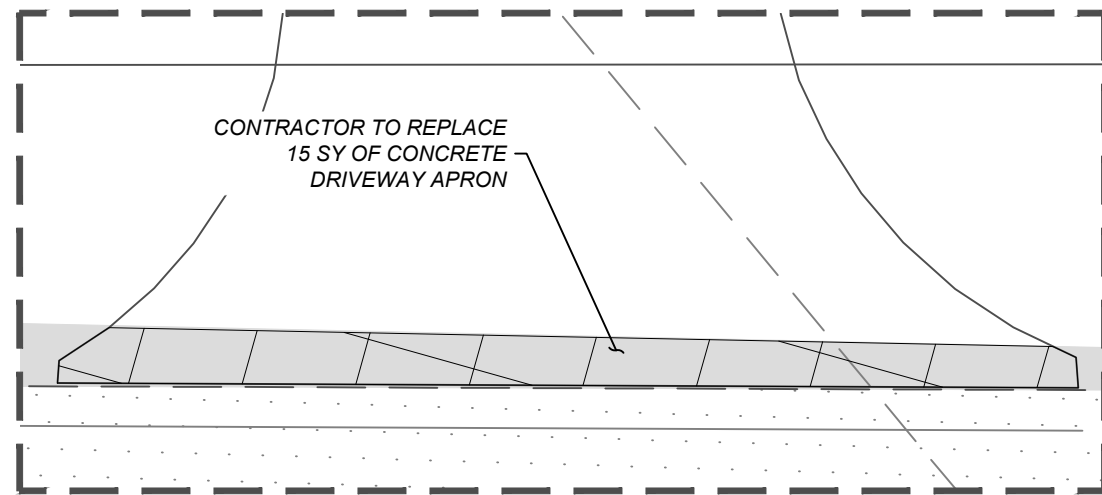 CONTRACTOR TO REPLACE
15 SY OF CONCRETE
DRIVEWAY APRON